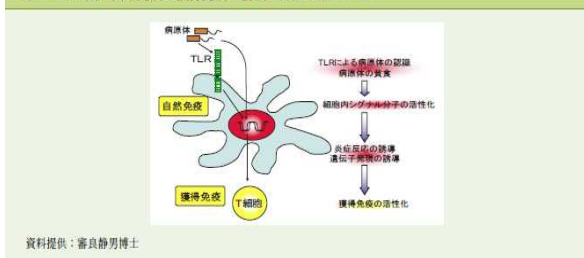 病原体
TLR
自然免疫
獲得免疫
T細胞
TLRによる病原体の認識
病原体の貪食
細胞内シグナル分子の活性化
炎症反応の誘導
遺伝子発現の誘導
獲得免疫の活性化
資料提供:審良静男博士